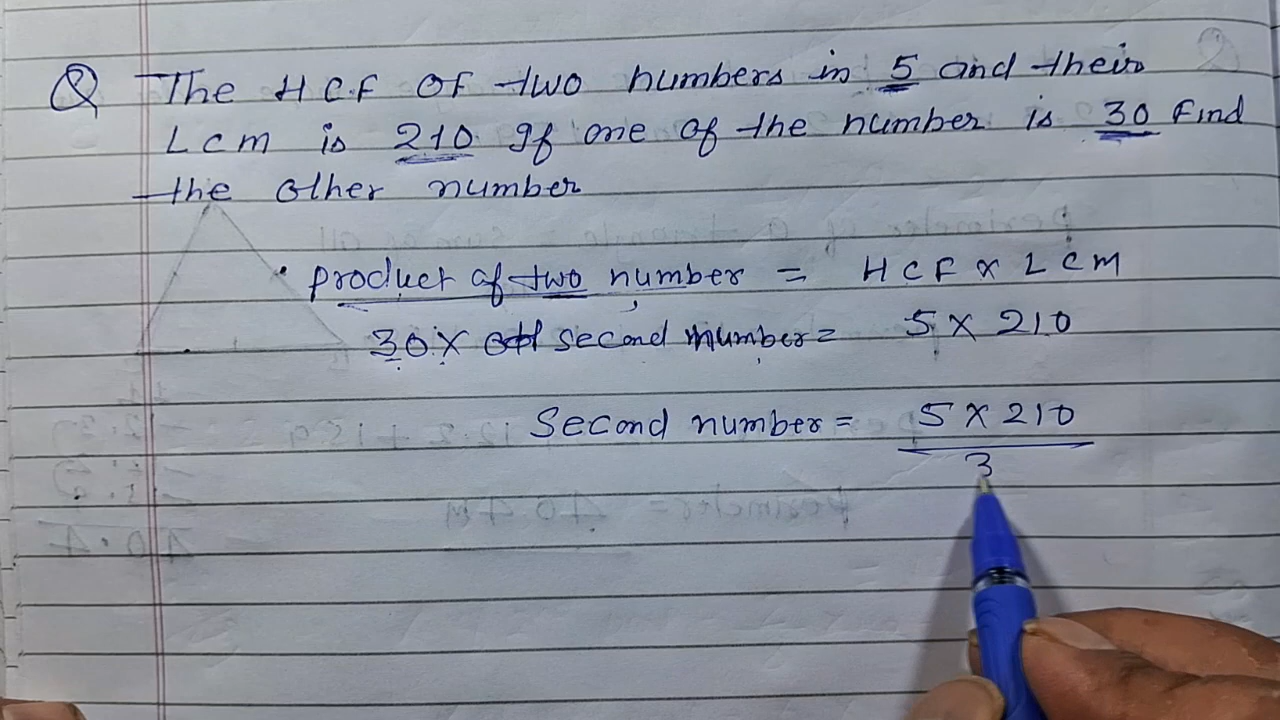 Q The HCF OF two numbers in 5 and their
Lcm is 210 If one of the number is 30 Find
the other number
product of two number = HCF x LCM
30 x second number = 5 x 210
Second number = 5 x 210
3